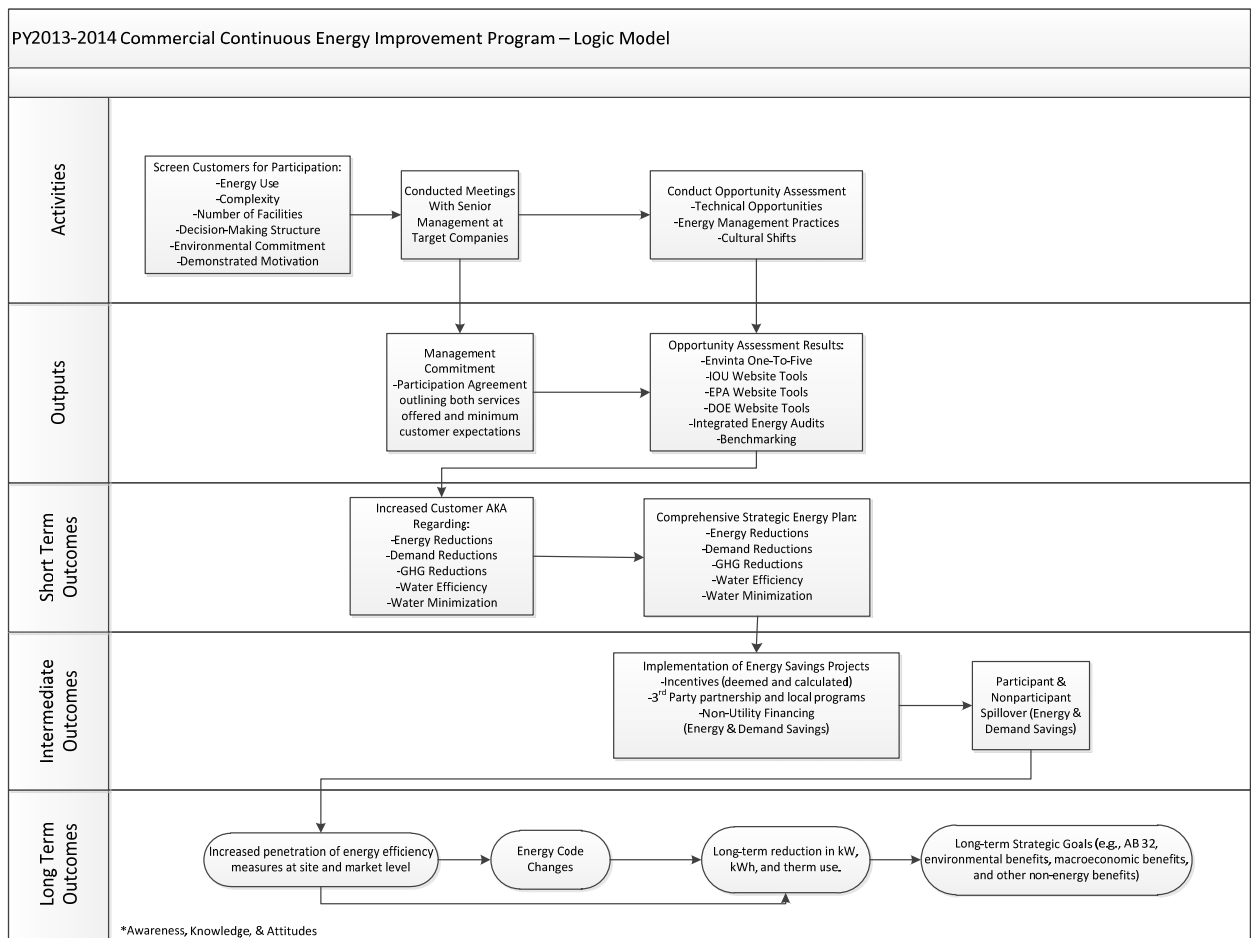 PY2013-2014 Commercial Continuous Energy Improvement Program – Logic Model
Activities
Screen Customers for Participation:
-Energy Use
-Complexity
-Number of Facilities
-Decision-Making Structure
-Environmental Commitment
-Demonstrated Motivation
Conducted Meetings
With Senior
Management at
Target Companies
Conduct Opportunity Assessment
-Technical Opportunities
-Energy Management Practices
-Cultural Shifts
Outputs
Management
Commitment
-Participation Agreement
outlining both services
offered and minimum
customer expectations
Opportunity Assessment Results:
-Envinta One-To-Five
-IOU Website Tools
-EPA Website Tools
-DOE Website Tools
-Integrated Energy Audits
-Benchmarking
Short Term
Outcomes
Increased Customer AKA
Regarding:
-Energy Reductions
-Demand Reductions
-GHG Reductions
-Water Efficiency
-Water Minimization
Comprehensive Strategic Energy Plan:
-Energy Reductions
-Demand Reductions
-GHG Reductions
-Water Efficiency
-Water Minimization
Intermediate
Outcomes
Implementation of Energy Savings Projects
-Incentives (deemed and calculated)
-3rd Party partnership and local programs
-Non-Utility Financing
(Energy & Demand Savings)
Participant &
Nonparticipant
Spillover (Energy &
Demand Savings)
Long Term
Outcomes
Increased penetration of energy efficiency
measures at site and market level
Energy Code
Changes
Long-term reduction in kW,
kWh, and therm use.
Long-term Strategic Goals (e.g., AB 32,
environmental benefits, macroeconomic benefits,
and other non-energy benefits)
*Awareness, Knowledge, & Attitudes